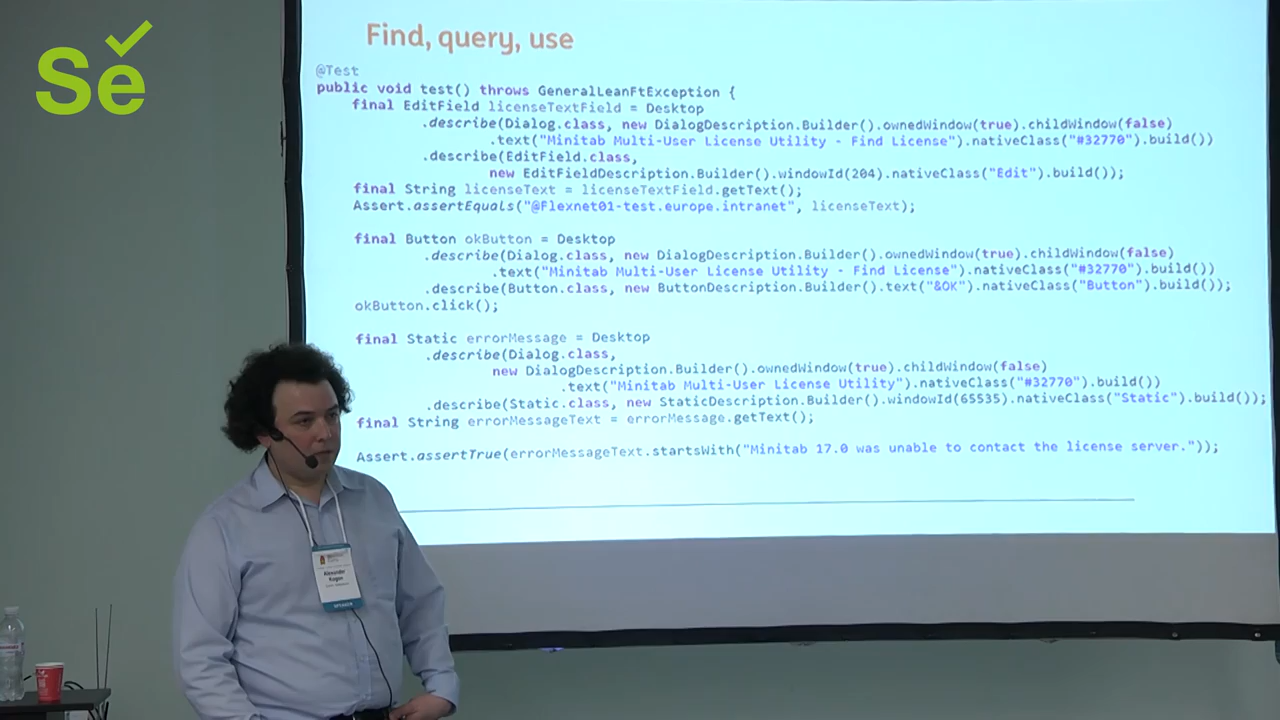 Se
Find, query, use
@Test
public void test() throws GeneralLeanFtException {
final EditField licenseTextField = Desktop
.describe(Dialog.class, new DialogDescription.Builder().ownedWindow(true).childWindow(false)
.text("Minitab Multi-User License Utility - Find License").nativeClass("#32770").build())
.describe(EditField.class,
new EditFieldDescription.Builder().windowId(204).nativeClass("Edit").build());
final String licenseText = licenseTextField.getText();
Assert.assertEquals("@Flexnet01-test.europe.intranet", licenseText);
final Button okButton = Desktop
.describe(Dialog.class, new DialogDescription.Builder().ownedWindow(true).childWindow(false)
.text("Minitab Multi-User License Utility - Find License").nativeClass("#32770").build())
.describe(Button.class, new ButtonDescription.Builder().text("&OK").nativeClass("Button").build());
okButton.click();
final Static errorMessage = Desktop
.describe(Dialog.class,
new DialogDescription.Builder().ownedWindow(true).childWindow(false)
.text("Minitab Multi-User License Utility").nativeClass("#32770").build())
.describe(Static.class, new StaticDescription.Builder().windowId(65535).nativeClass("Static").build());
final String errorMessageText = errorMessage.getText();
Assert.assertTrue(errorMessageText.startsWith("Minitab 17.0 was unable to contact the license server."));
Alexander
SPEAKER